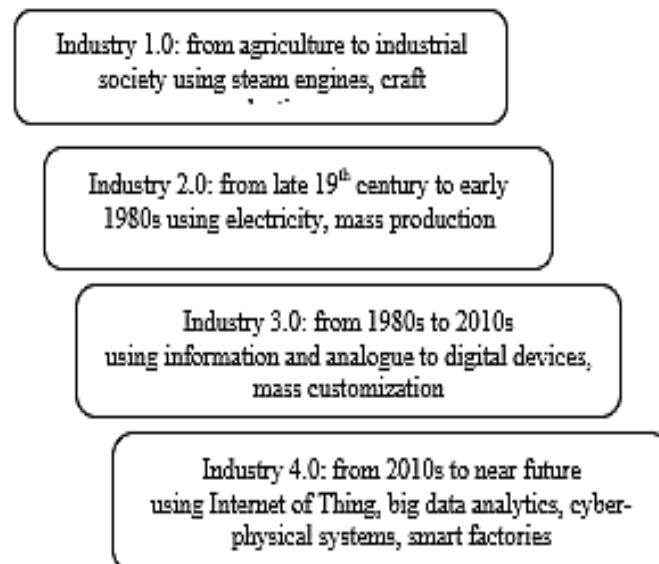 Industry 1.0: from agriculture to industrial
society using steam engines, craft
Industry 2.0: from late 19th century to early
1980s using electricity, mass production
Industry 3.0: from 1980s to 2010s
using information and analogue to digital devices,
mass customization
Industry 4.0: from 2010s to near future
using Internet of Thing, big data analytics, cyber-
physical systems, smart factories